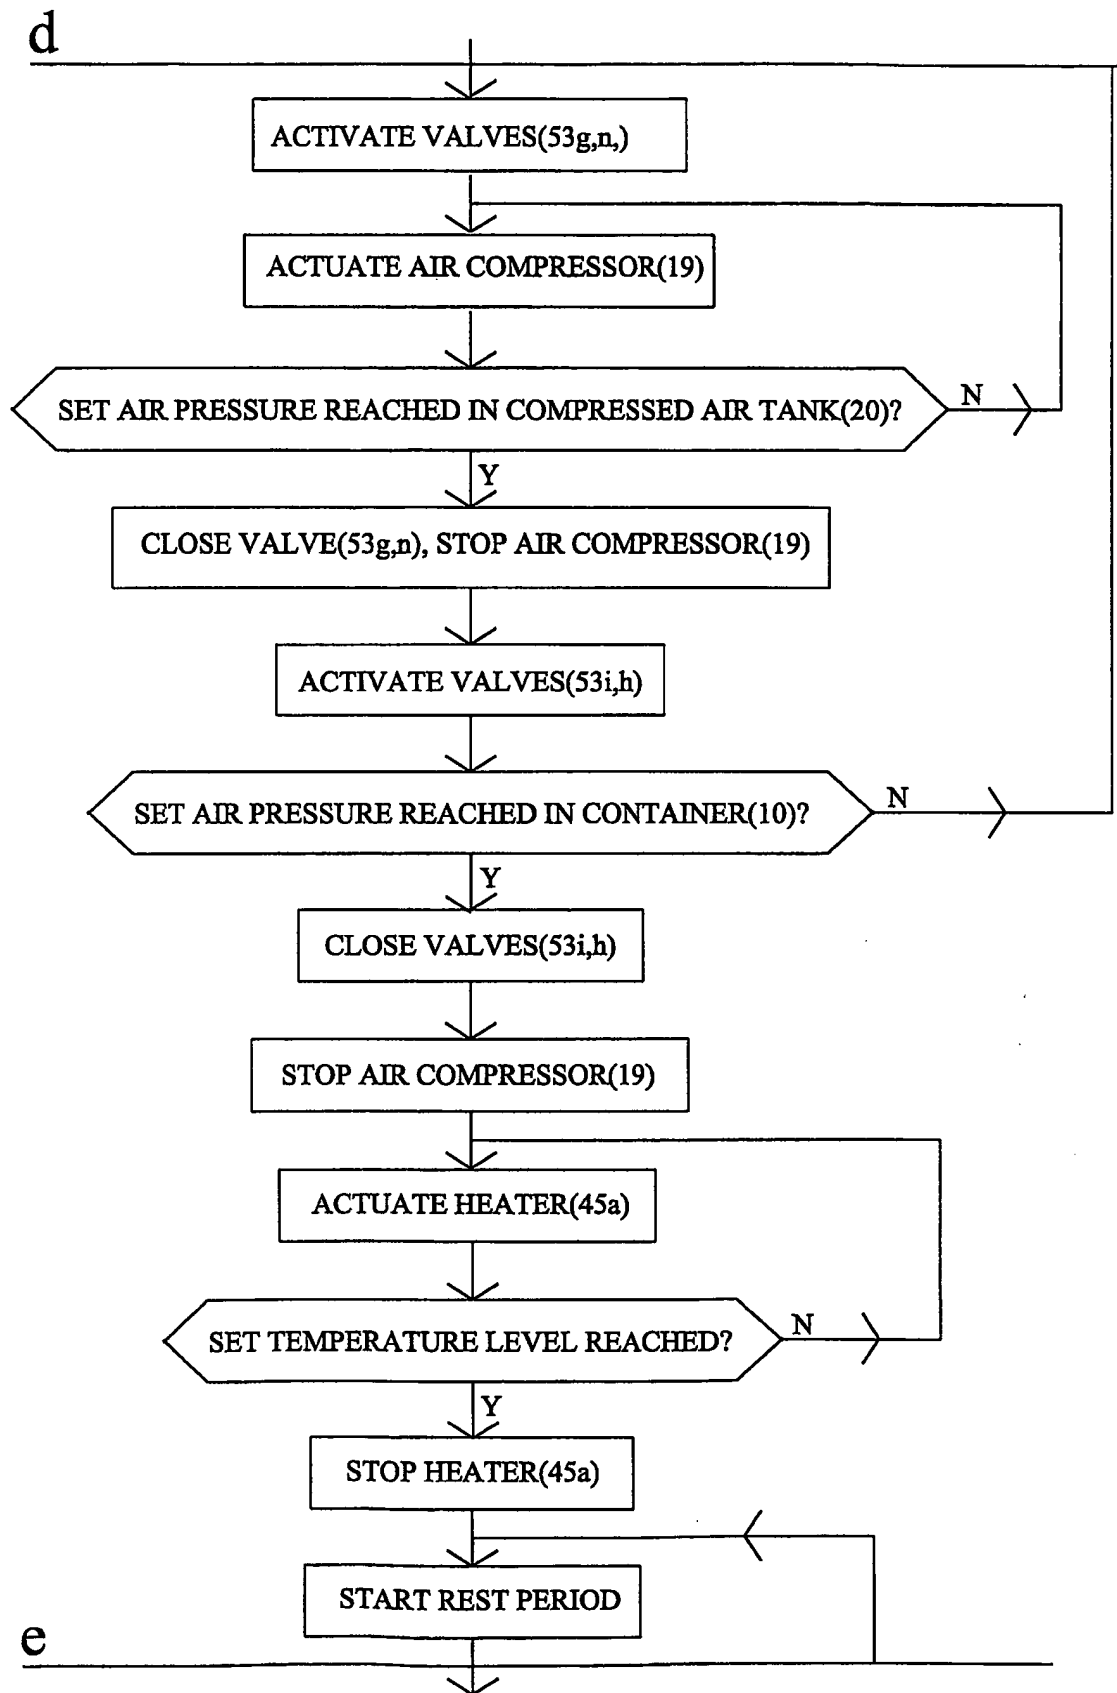 d
ACTIVATE VALVES(53g,n,)
ACTUATE AIR COMPRESSOR(19)
SET AIR PRESSURE REACHED IN COMPRESSED AIR TANK(20)?
N
Y
CLOSE VALVE(53g,n), STOP AIR COMPRESSOR(19)
ACTIVATE VALVES(53i,h)
SET AIR PRESSURE REACHED IN CONTAINER(10)?
N
Y
CLOSE VALVES(53i,h)
STOP AIR COMPRESSOR(19)
ACTUATE HEATER(45a)
SET TEMPERATURE LEVEL REACHED?
N
Y
STOP HEATER(45a)
START REST PERIOD
e